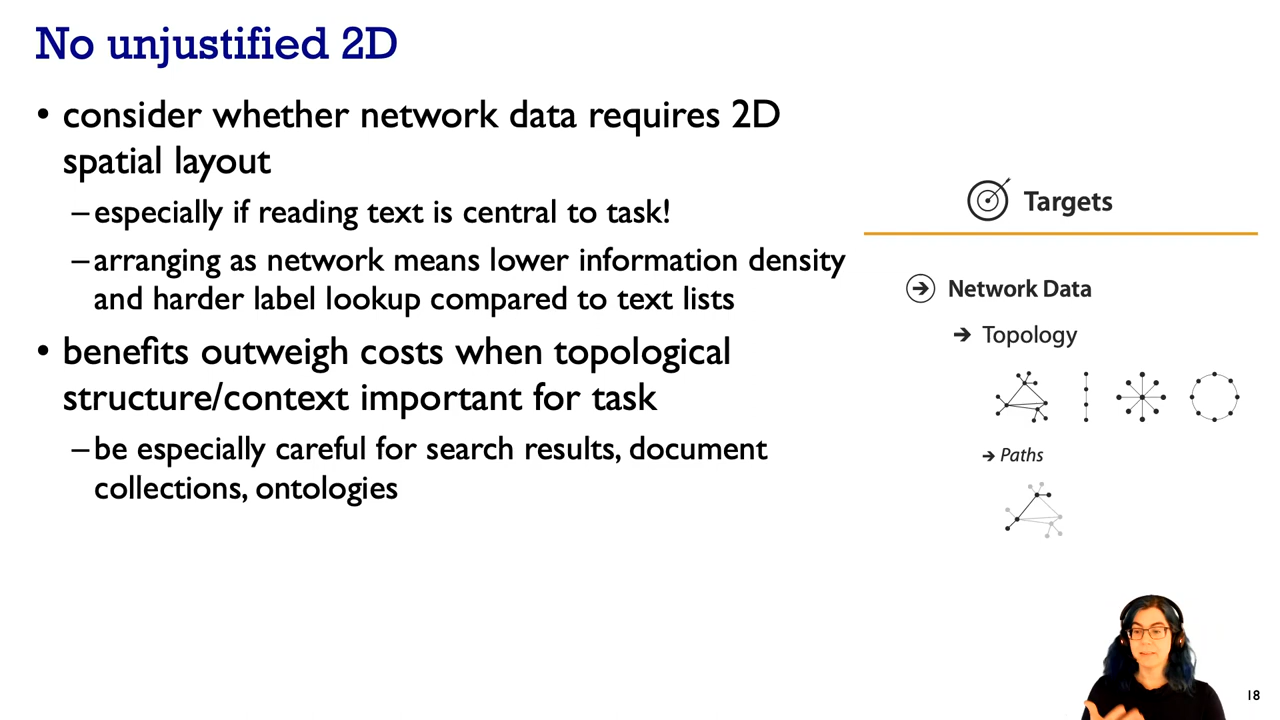 No unjustified 2D
• consider whether network data requires 2D
spatial layout
–especially if reading text is central to task!
–arranging as network means lower information density
and harder label lookup compared to text lists
• benefits outweigh costs when topological
structure/context important for task
–be especially careful for search results, document
collections, ontologies
Targets
Network Data
Topology
Paths
18